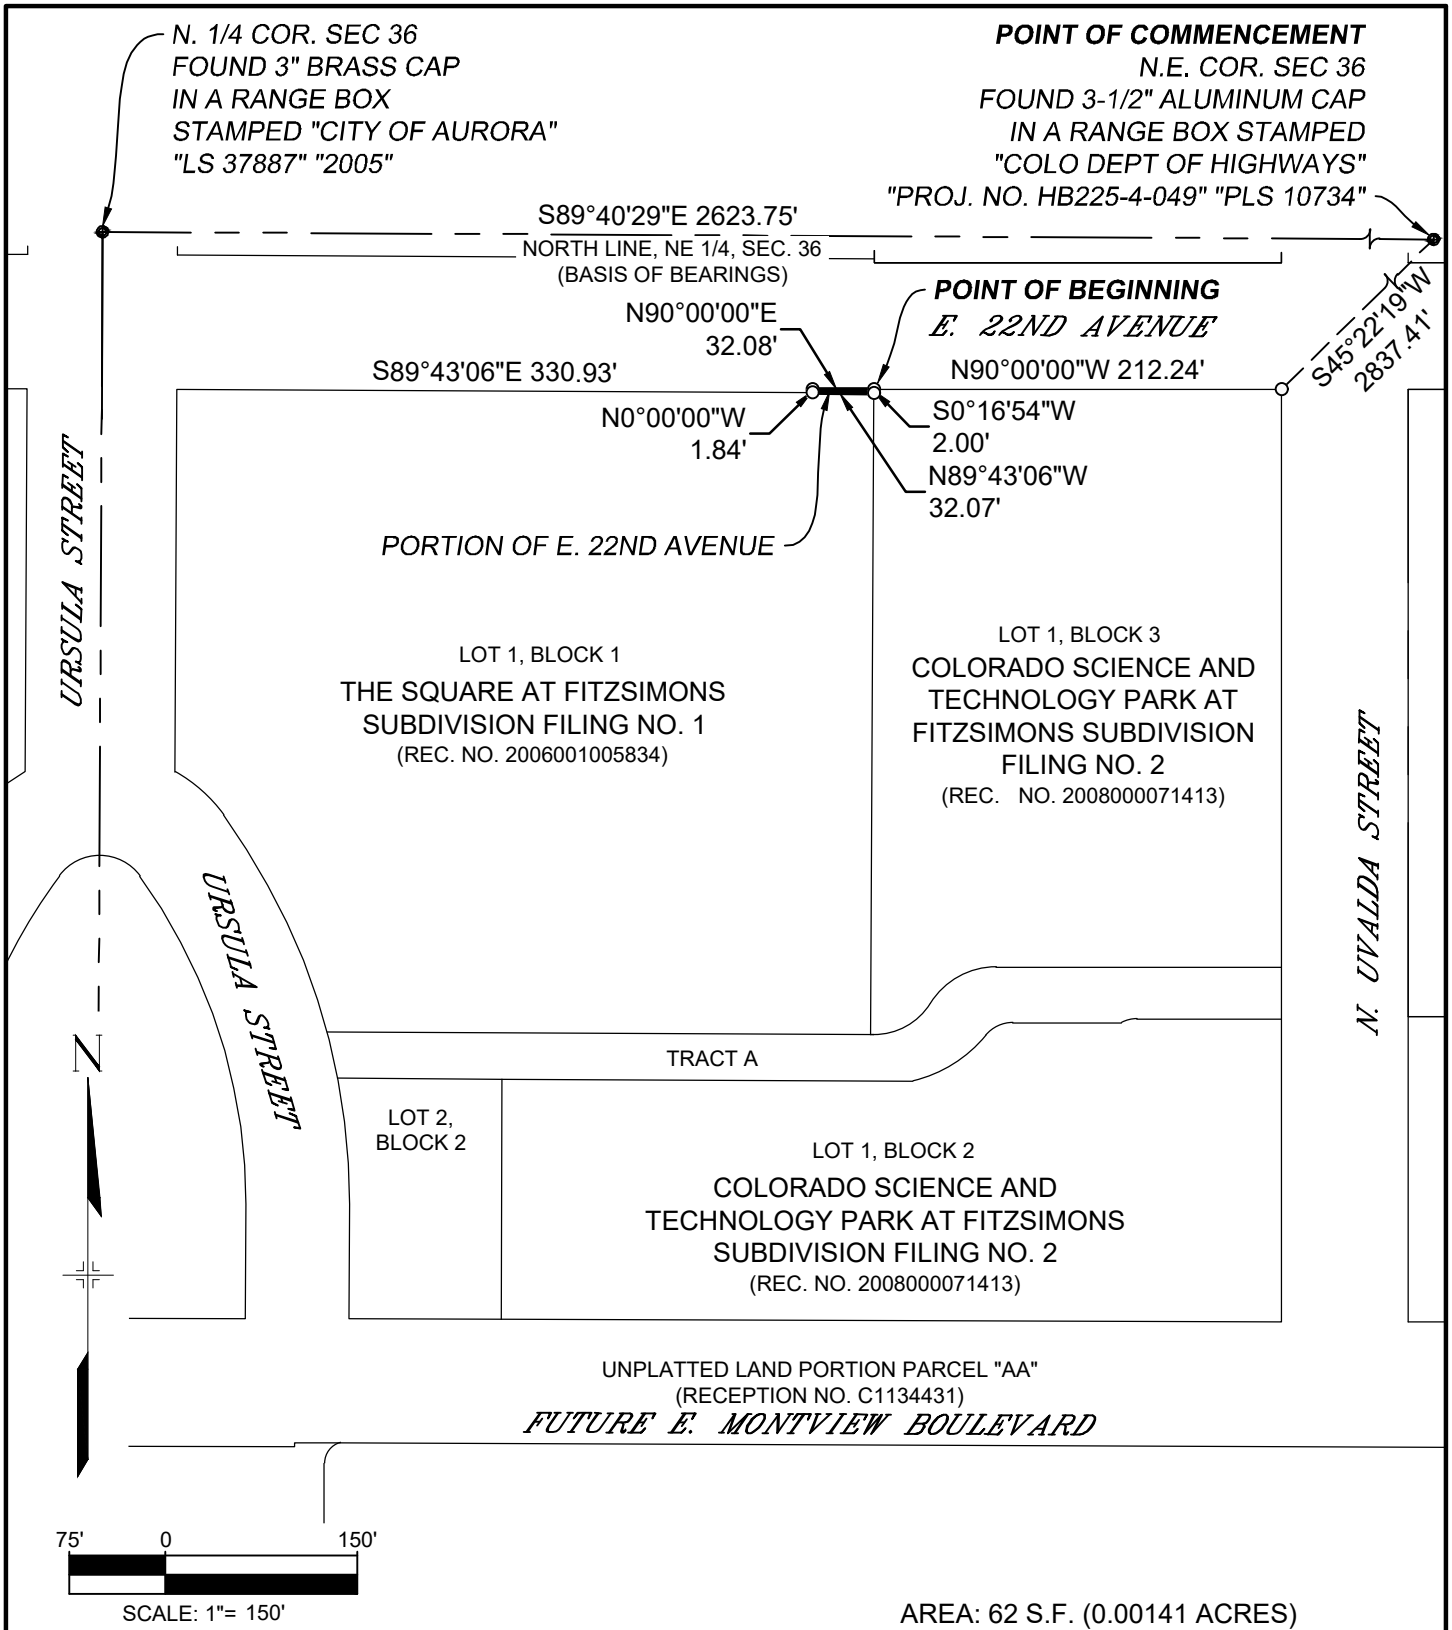 N. 1/4 COR. SEC 36
FOUND 3" BRASS CAP
IN A RANGE BOX
STAMPED "CITY OF AURORA"
"LS 37887" "2005"
POINT OF COMMENCEMENT
N.E. COR. SEC 36
FOUND 3-1/2" ALUMINUM CAP
IN A RANGE BOX STAMPED
"COLO DEPT OF HIGHWAYS"
"PROJ. NO. HB225-4-049" "PLS 10734"
S89°40'29"E 2623.75'
NORTH LINE, NE 1/4, SEC. 36
(BASIS OF BEARINGS)
POINT OF BEGINNING
E. 22ND AVENUE
N90°00'00"E
32.08'
S45°22'19"W
2837.41'
S89°43'06"E 330.93'
N90°00'00"W 212.24'
N0°00'00"W
1.84'
S0°16'54"W
2.00'
N89°43'06"W
32.07'
PORTION OF E. 22ND AVENUE
URSULA STREET
LOT 1, BLOCK 1
THE SQUARE AT FITZSIMONS
SUBDIVISION FILING NO. 1
(REC. NO. 2006001005834)
LOT 1, BLOCK 3
COLORADO SCIENCE AND
TECHNOLOGY PARK AT
FITZSIMONS SUBDIVISION
FILING NO. 2
(REC. NO. 2008000071413)
N. UVALDA STREET
URSULA STREET
N
TRACT A
LOT 2,
BLOCK 2
LOT 1, BLOCK 2
COLORADO SCIENCE AND
TECHNOLOGY PARK AT FITZSIMONS
SUBDIVISION FILING NO. 2
(REC. NO. 2008000071413)
UNPLATTED LAND PORTION PARCEL "AA"
(RECEPTION NO. C1134431)
FUTURE E. MONTVIEW BOULEVARD
75' 0 150'
SCALE: 1"= 150'
AREA: 62 S.F. (0.00141 ACRES)